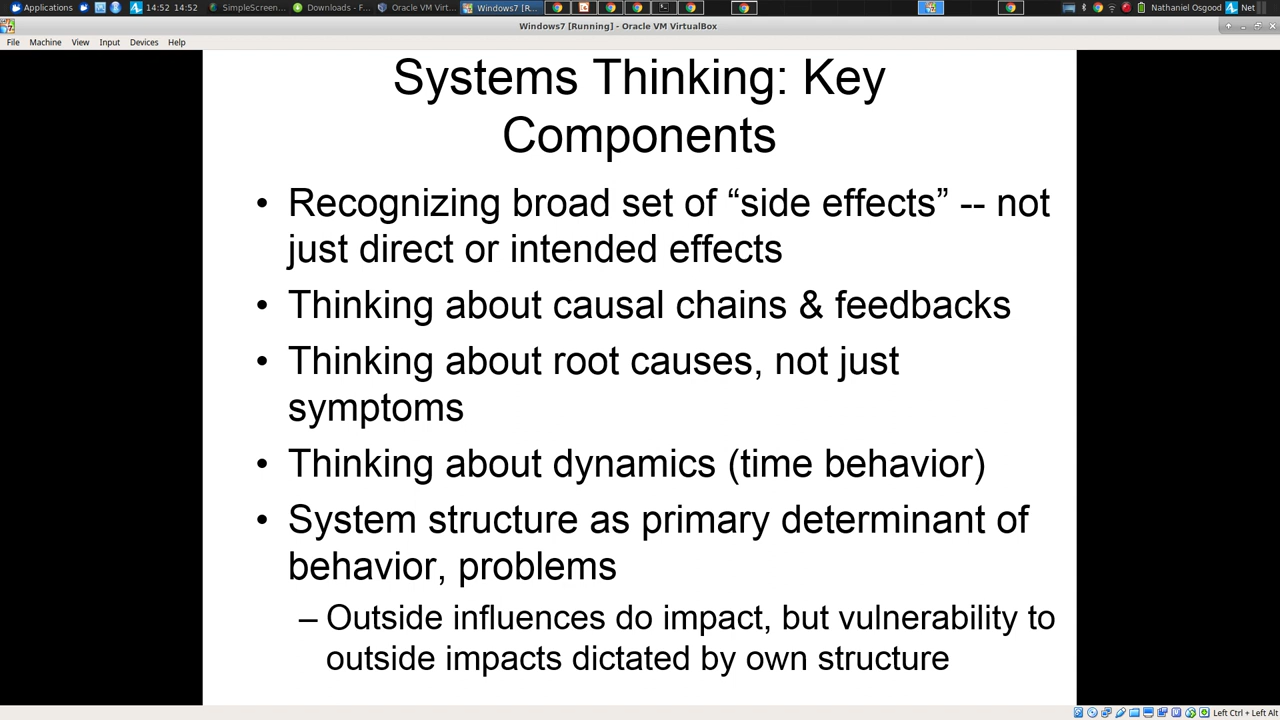 Applications
14:52 14:52
SimpleScreen...
Downloads - F...
Oracle VM Virt...
Windows7 [R...
Nathaniel Osgood
Net
Windows7 [Running] - Oracle VM VirtualBox
File Machine View Input Devices Help
Systems Thinking: Key
Components
• Recognizing broad set of “side effects” -- not
just direct or intended effects
• Thinking about causal chains & feedbacks
• Thinking about root causes, not just
symptoms
• Thinking about dynamics (time behavior)
• System structure as primary determinant of
behavior, problems
– Outside influences do impact, but vulnerability to
outside impacts dictated by own structure
Left Ctrl + Left Alt